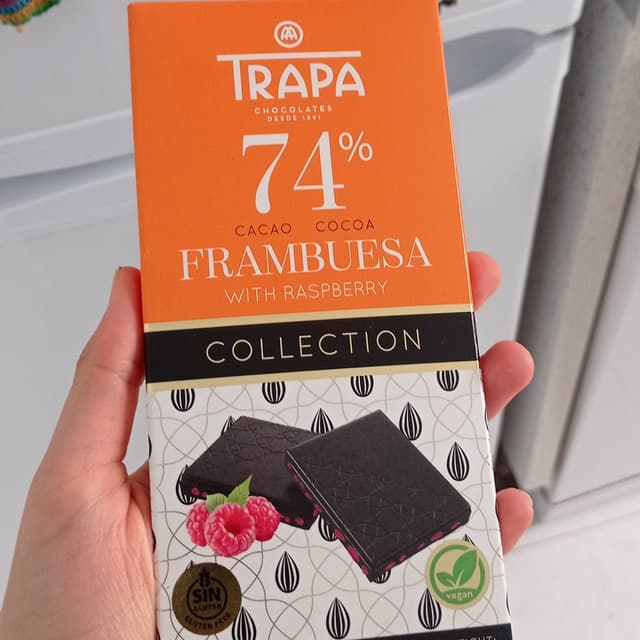 TRAPA
CHOCOLATES
DESDE 1891
74%
CACAO COCOA
FRAMBUESA
WITH RASPBERRY
COLLECTION
SIN
GLUTEN
GLUTEN FREE
vegan